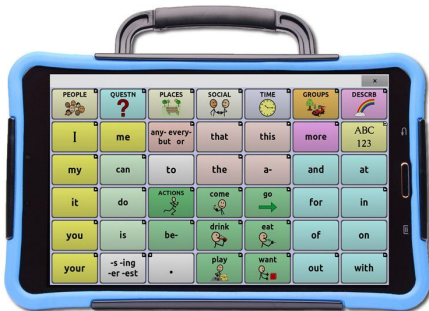 ×
PEOPLE QUESTN PLACES SOCIAL TIME GROUPS DESCRB
?
I me any- every- that this more ABC
but or 123
my can to the a- and at
it do ACTIONS come go for in
you is be- drink eat of on
your -s -ing . play want out with
-er -est